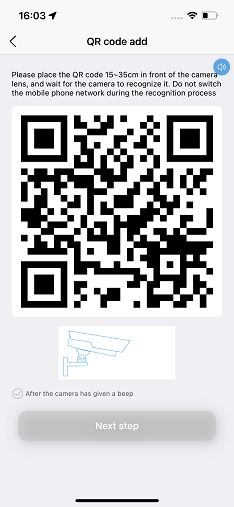 16:03
QR code add
Please place the QR code 15~35cm in front of the camera
lens, and wait for the camera to recognize it. Do not switch
the mobile phone network during the recognition process
After the camera has given a beep
Next step